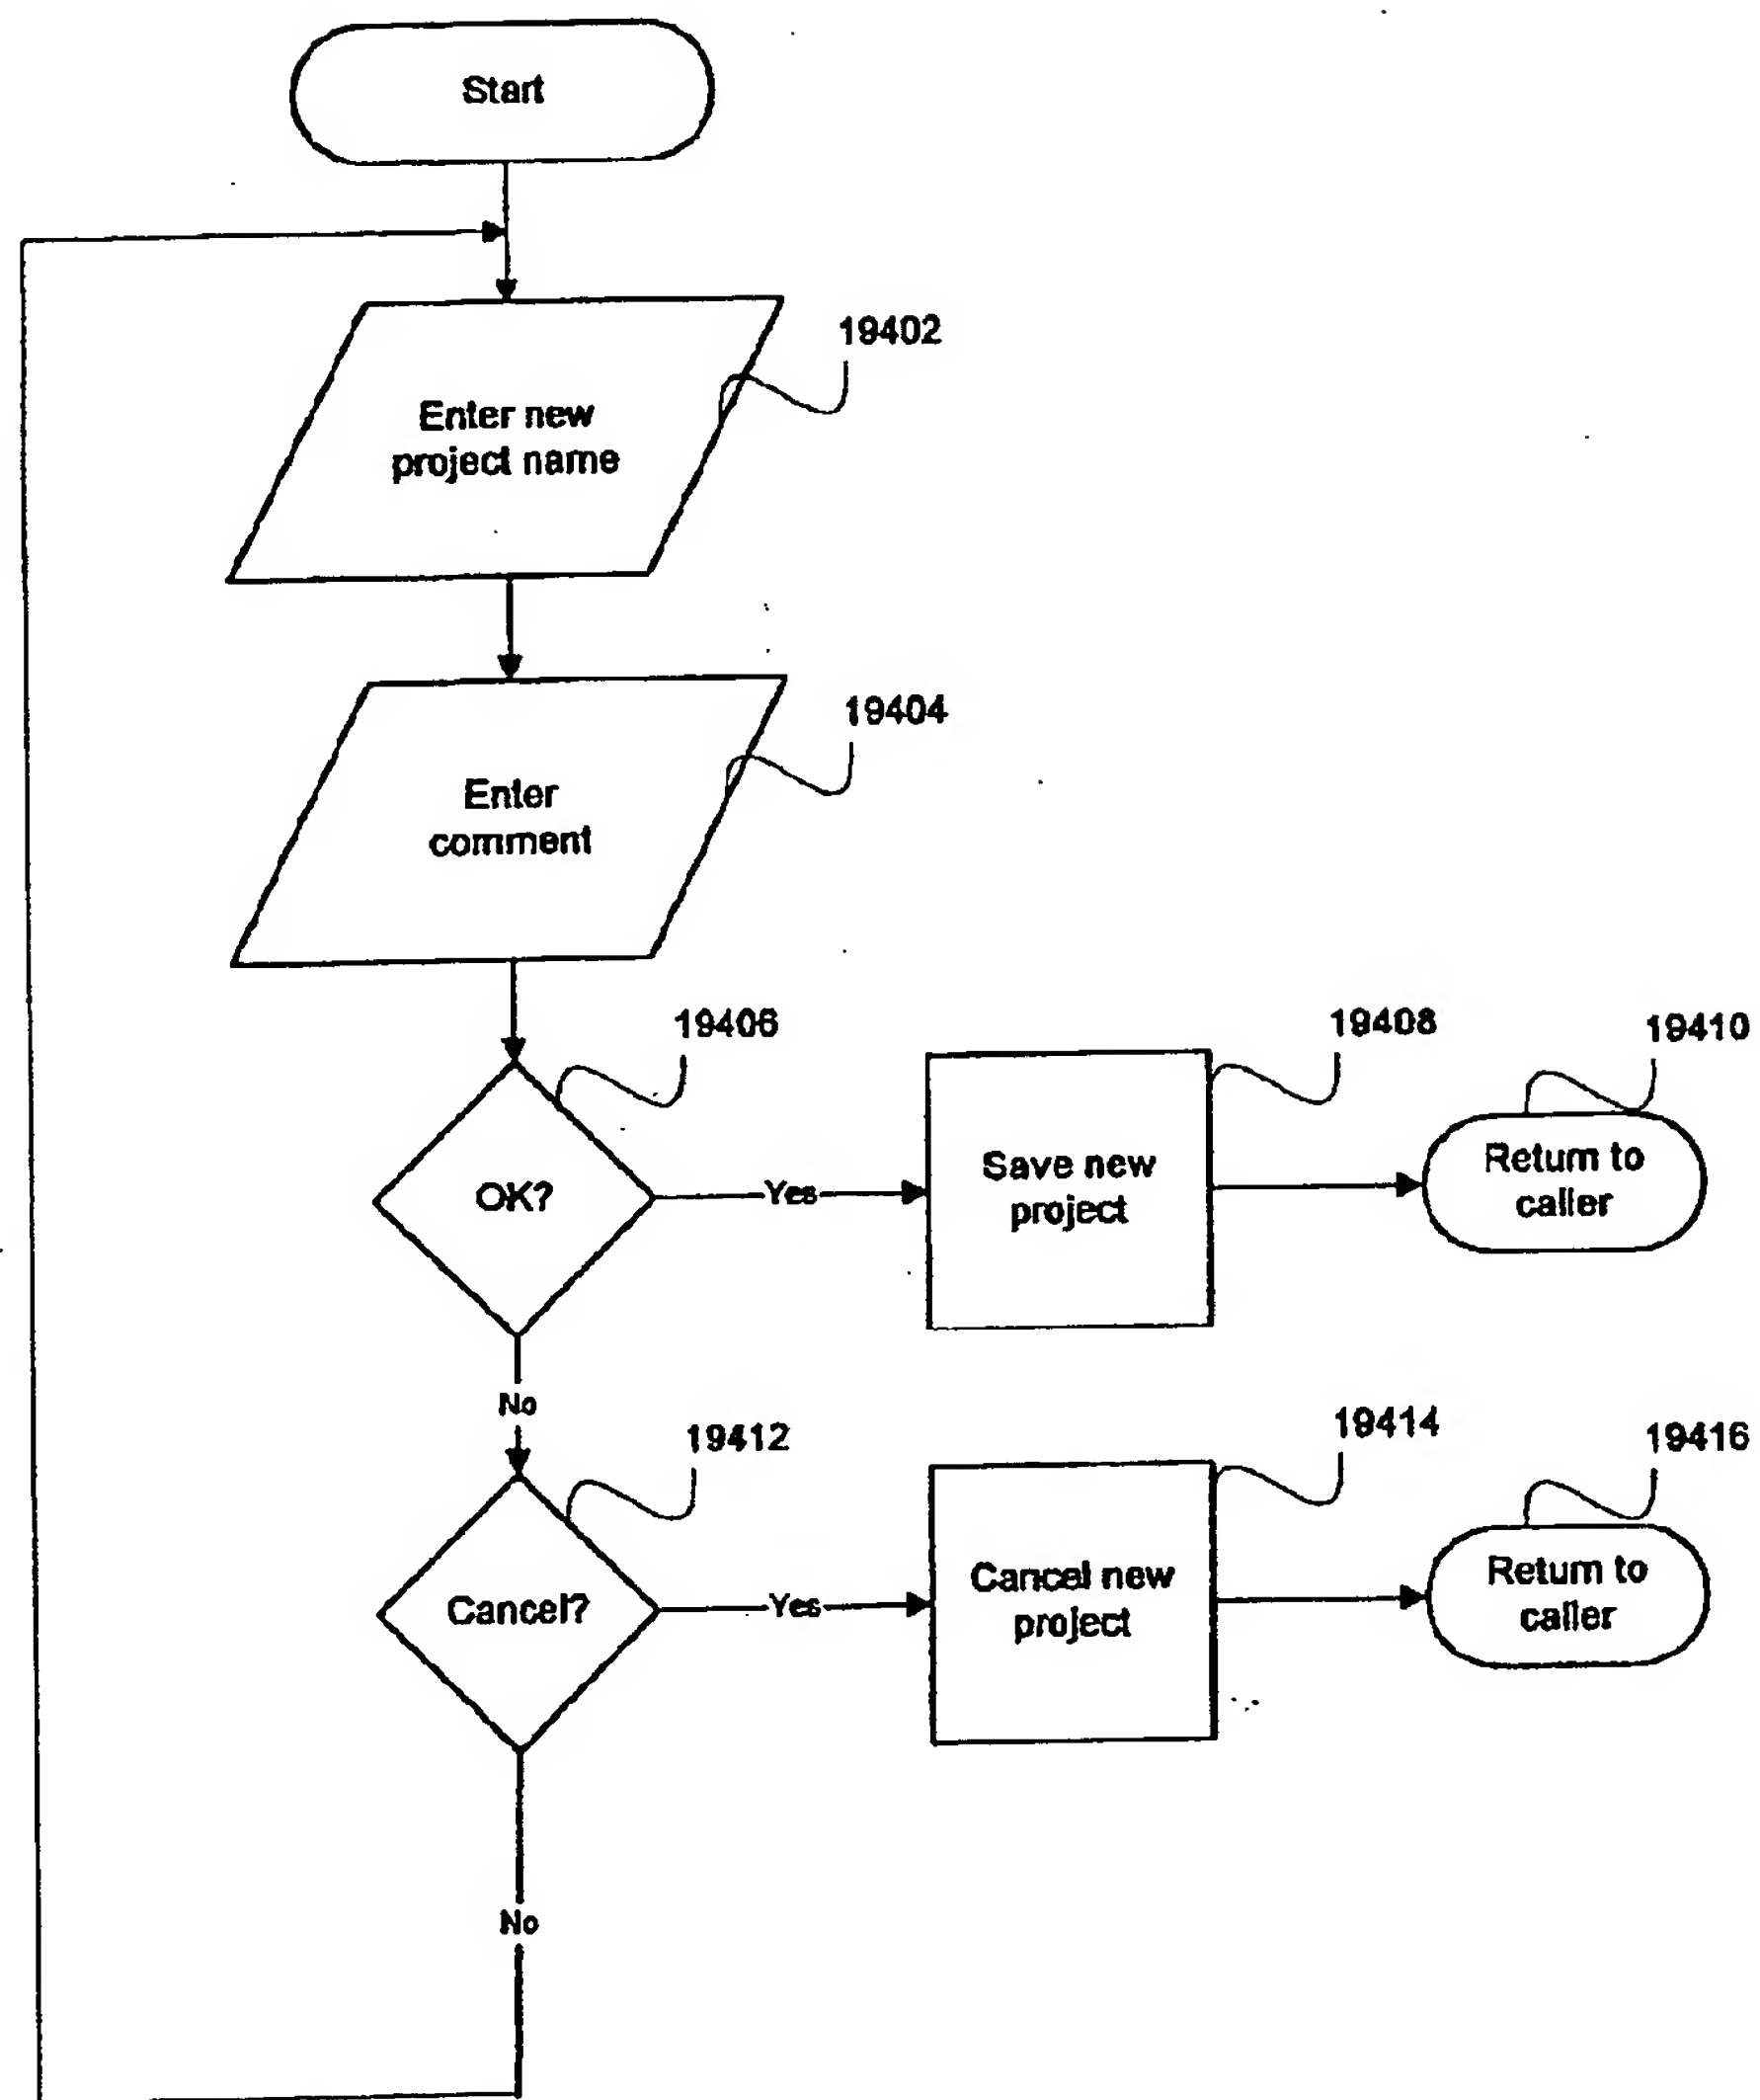 Start
19402
Enter new
project name
19404
Enter
comment
19406
19408
19410
OK?
Yes
Save new
project
Return to
caller
No
19412
19414
19416
Cancel?
Yes
Cancel new
project
Return to
caller
No